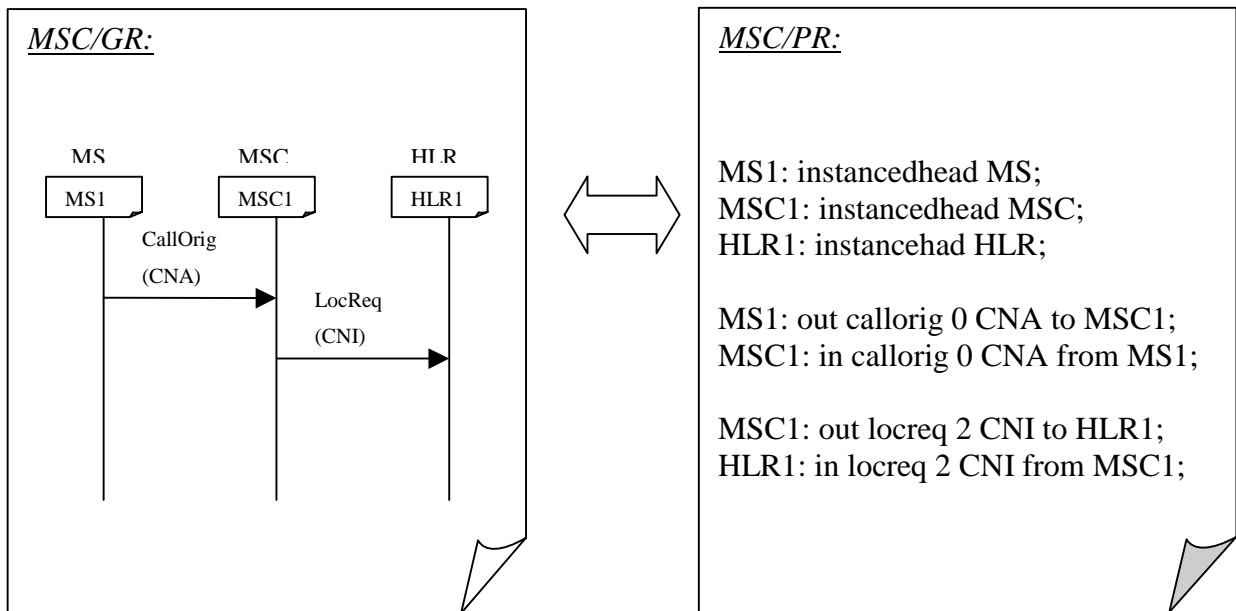 MSC/GR:
MS
MSC
HLR
MS1
MSC1
HLR1
CallOrig
(CNA)
LocReq
(CNI)
MSC/PR:
MS1: instancedhead MS;
MSC1: instancedhead MSC;
HLR1: instancehad HLR;
MS1: out callorig 0 CNA to MSC1;
MSC1: in callorig 0 CNA from MS1;
MSC1: out locreq 2 CNI to HLR1;
HLR1: in locreq 2 CNI from MSC1;